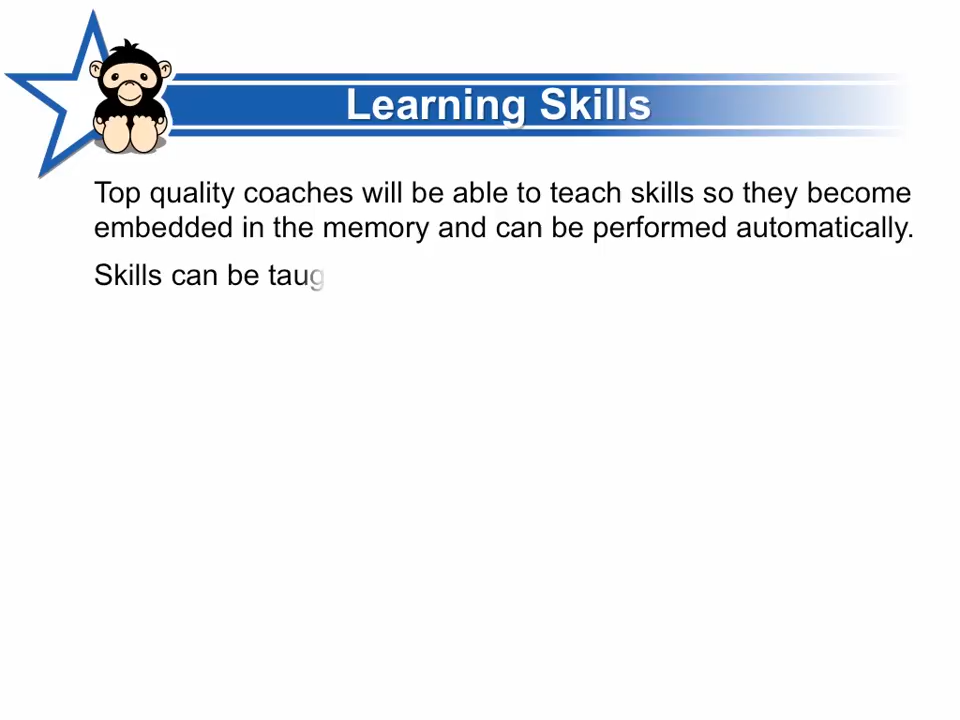 Learning Skills
Top quality coaches will be able to teach skills so they become
embedded in the memory and can be performed automatically.
Skills can be taug